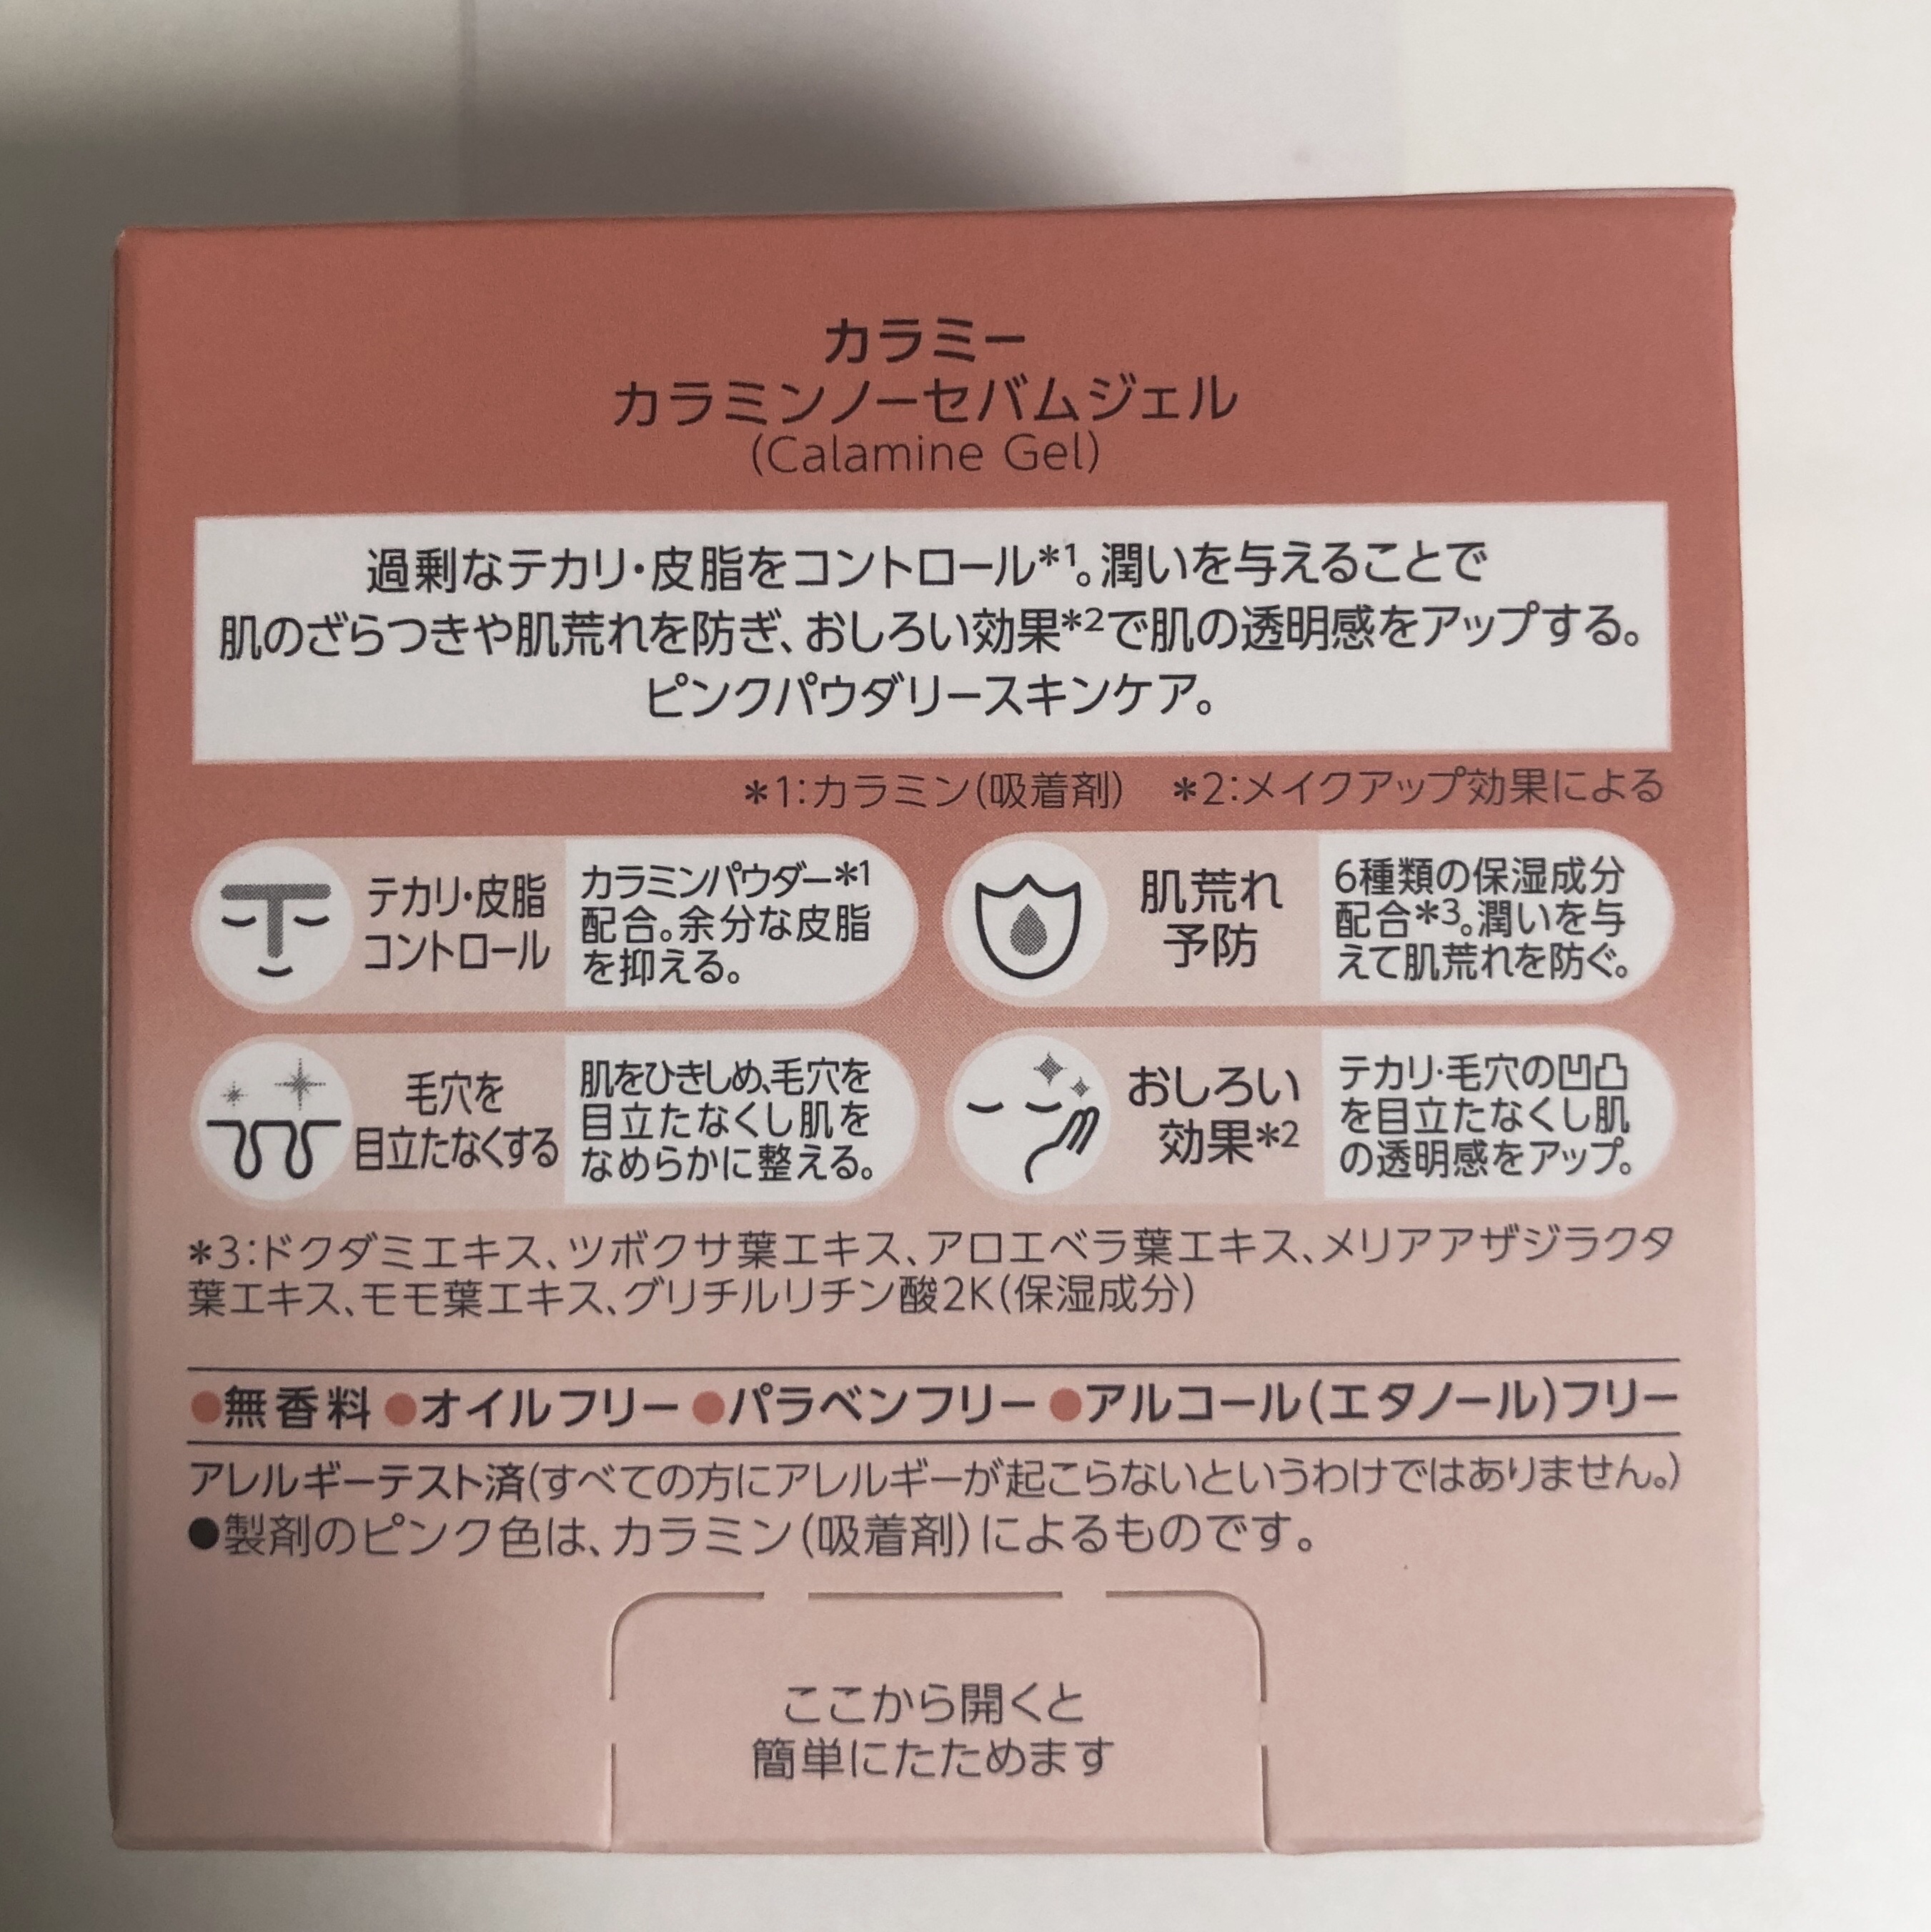 カラミー
カラミンノーセバムジェル
(Calamine Gel)
過剰なテカリ・皮脂をコントロール*1。潤いを与えることで
肌のざらつきや肌荒れを防ぎ、おしろい効果*2で肌の透明感をアップする。
ピンクパウダリースキンケア。
*1:カラミン(吸着剤) *2:メイクアップ効果による
テカリ・皮脂
コントロール
カラミンパウダー*1
配合。余分な皮脂
を抑える。
肌荒れ
予防
6種類の保湿成分
配合*3。潤いを与
えて肌荒れを防ぐ。
毛穴を
目立たなくする
肌をひきしめ、毛穴を
目立たなくし肌を
なめらかに整える。
おしろい
効果*2
テカリ・毛穴の凹凸
を目立たなくし肌
の透明感をアップ。
*3:ドクダミエキス、ツボクサ葉エキス、アロエベラ葉エキス、メリアアザジラクタ
葉エキス、モモ葉エキス、グリチルリチン酸2K(保湿成分)
●無香料 ●オイルフリー ●パラベンフリー ●アルコール(エタノール)フリー
アレルギーテスト済(すべての方にアレルギーが起こらないというわけではありません。)
●製剤のピンク色は、カラミン(吸着剤)によるものです。
ここから開くと
簡単にたためます